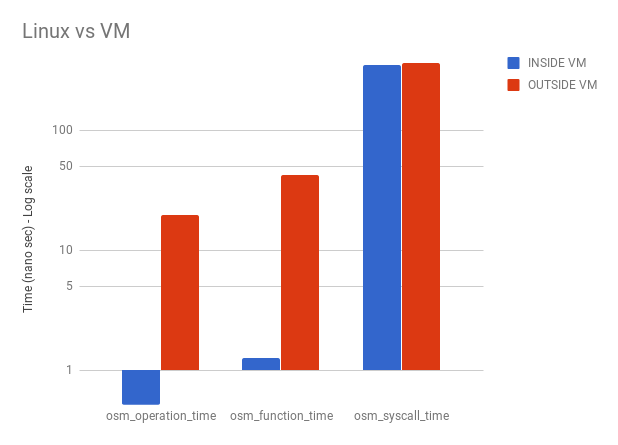 Linux vs VM
INSIDE VM
OUTSIDE VM
100
50
10
5
1
Time (nano sec) - Log scale
osm_operation_time
osm_function_time
osm_syscall_time